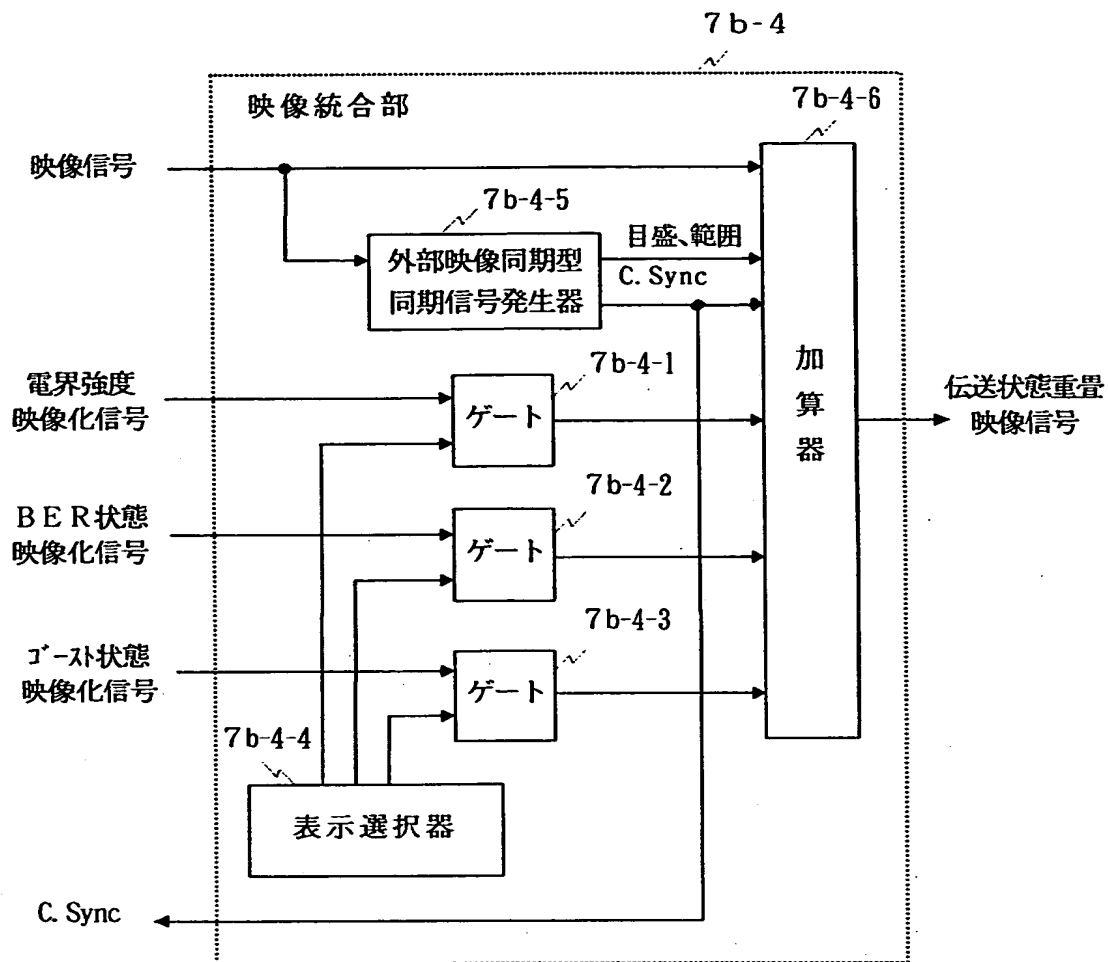 7b-4
映像統合部
7b-4-6
映像信号
7b-4-5
目盛、範囲
外部映像同期型
同期信号発生器
C. Sync
加算器
電界強度
映像化信号
7b-4-1
ゲート
伝送状態重畳
映像信号
BER状態
映像化信号
7b-4-2
ゲート
ゴースト状態
映像化信号
7b-4-3
ゲート
7b-4-4
表示選択器
C. Sync